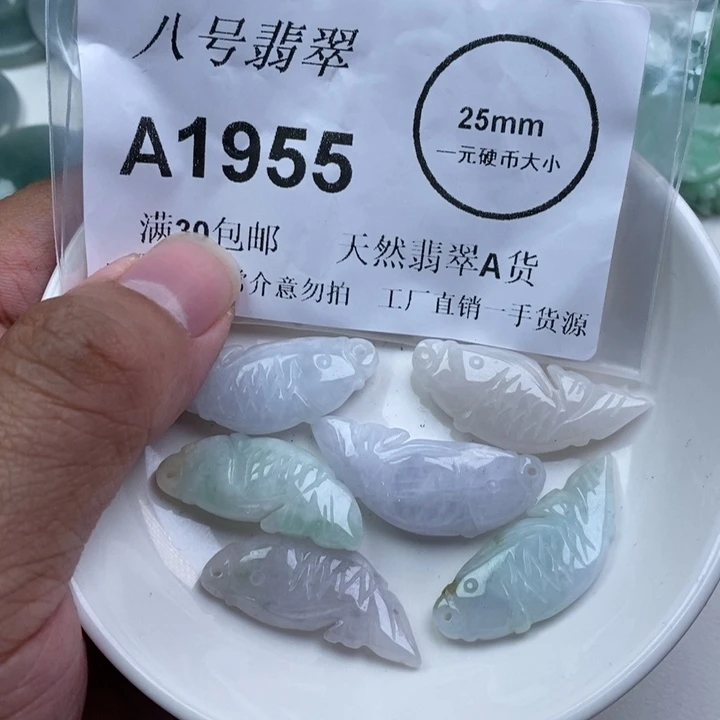 八号翡翠
25mm
一元硬币大小
A1955
满30包邮 天然翡翠A货
介意勿拍 工厂直销一手货源